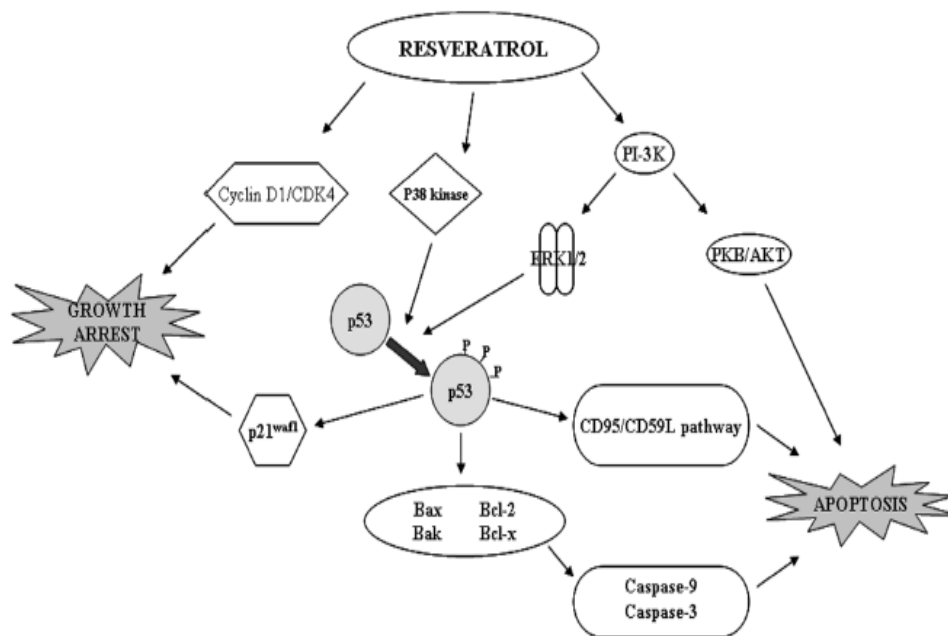 RESVERATROL
PI-3K
Cyclin D1/CDK4
P38 kinase
ERK1/2
PKB/AKT
GROWTH
ARREST
p53
P
P
P
p53
p21waf1
CD95/CD59L pathway
Bax Bcl-2
Bak Bcl-x
APOPTOSIS
Caspase-9
Caspase-3